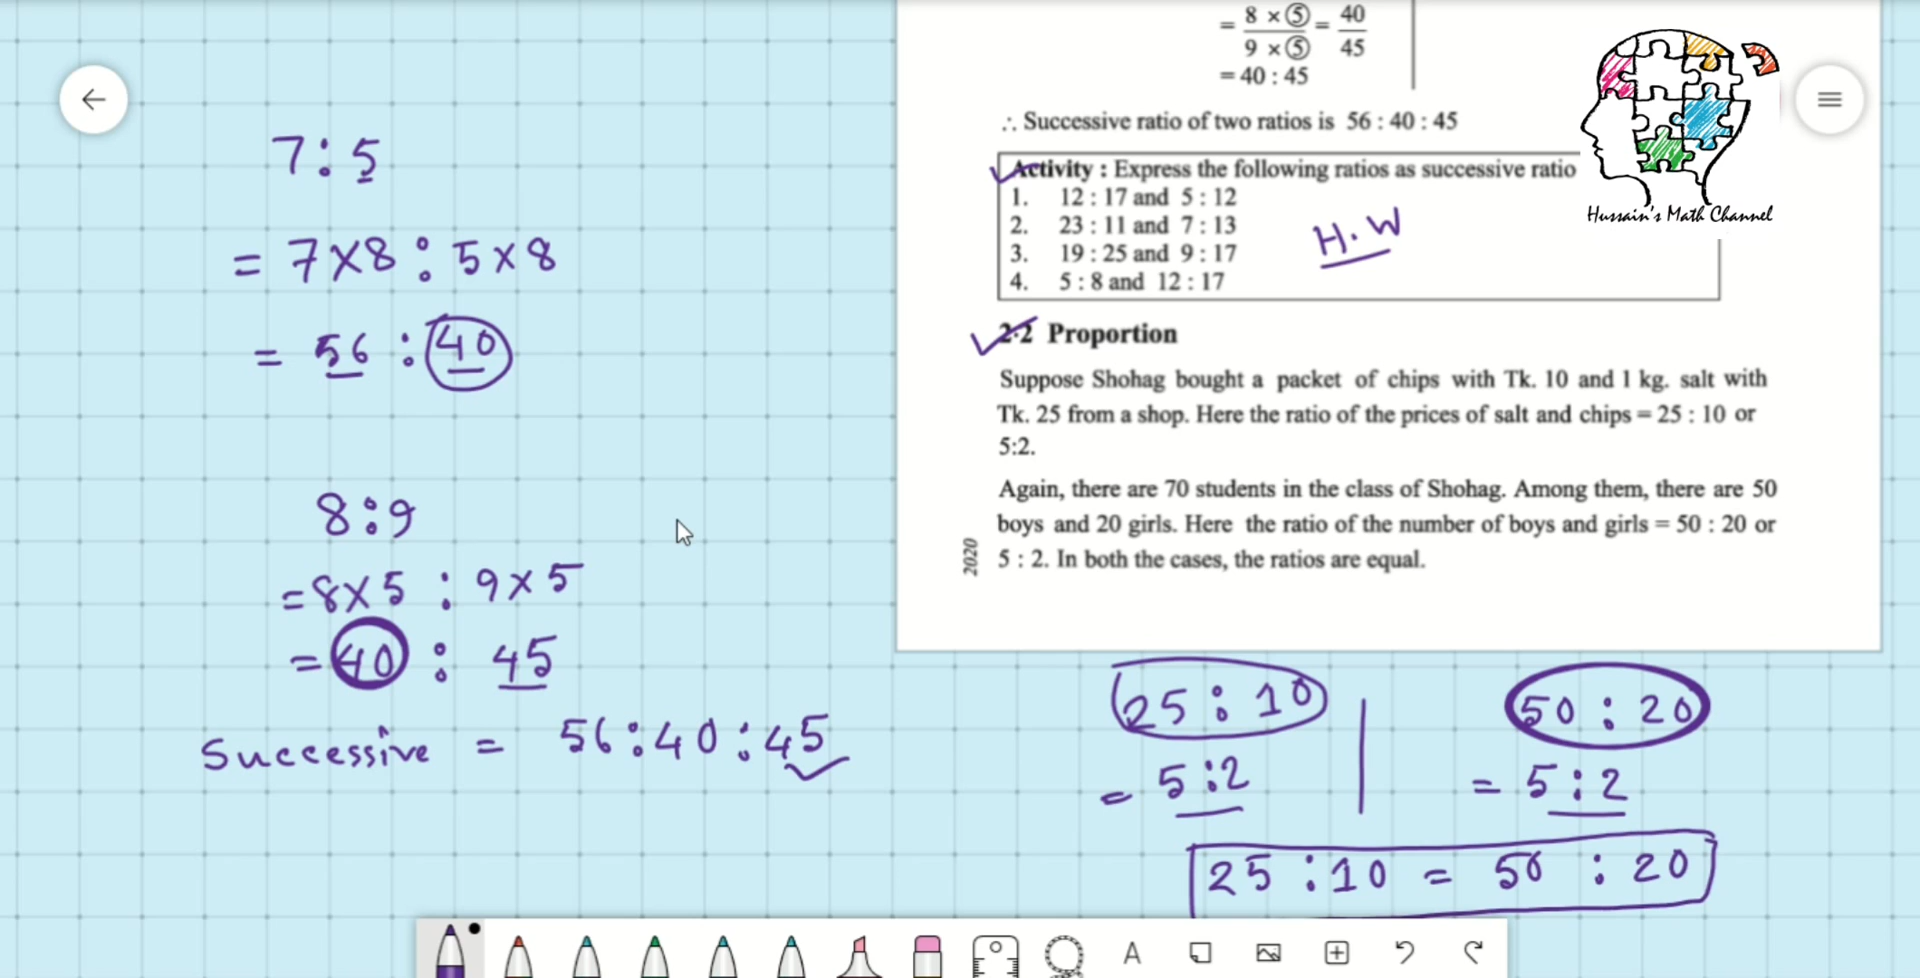 7 : 5
= 7 × 8 : 5 × 8
= 56 : 40
8 : 9
= 8 × 5 : 9 × 5
= 40 : 45
Successive = 56 : 40 : 45
= 8 × 5 / 9 × 5 = 40 / 45
= 40 : 45
∴ Successive ratio of two ratios is 56 : 40 : 45
Activity : Express the following ratios as successive ratio
1. 12 : 17 and 5 : 12
2. 23 : 11 and 7 : 13
3. 19 : 25 and 9 : 17
4. 5 : 8 and 12 : 17
H.W
Hussain's Math Channel
2·2 Proportion
Suppose Shohag bought a packet of chips with Tk. 10 and 1 kg. salt with
Tk. 25 from a shop. Here the ratio of the prices of salt and chips = 25 : 10 or
5:2.
Again, there are 70 students in the class of Shohag. Among them, there are 50
boys and 20 girls. Here the ratio of the number of boys and girls = 50 : 20 or
5 : 2. In both the cases, the ratios are equal.
2020
25 : 10
= 5 : 2
50 : 20
= 5 : 2
25 : 10 = 50 : 20
A